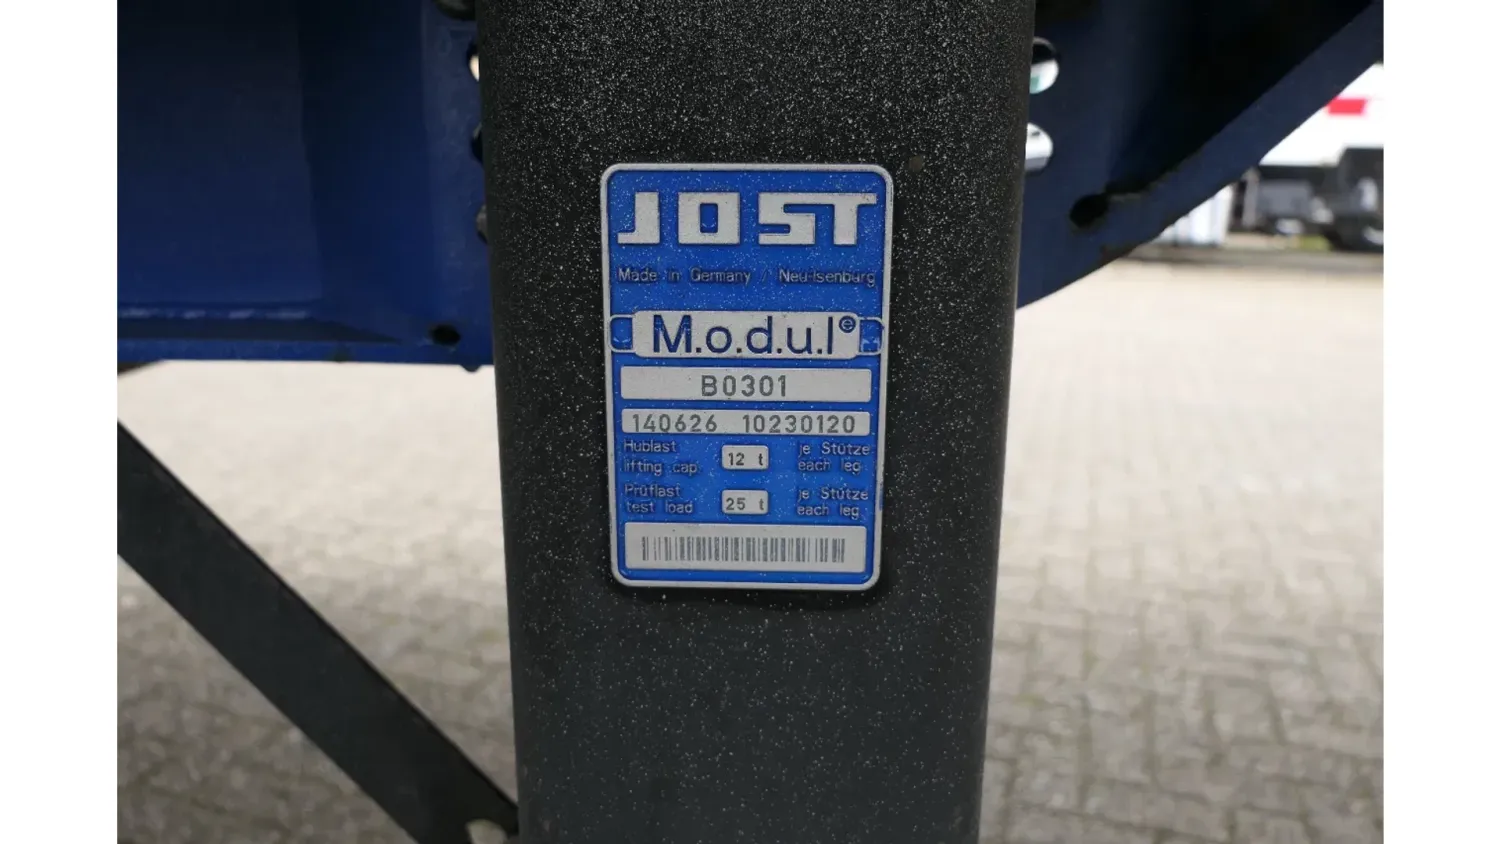 JOST
Made in Germany / Neu-Isenburg
M.o.d.u.l®
B0301
140626 10230120
Hublast 12 t je Stütze
lifting cap. each leg
Prüflast 25 t je Stütze
test load each leg